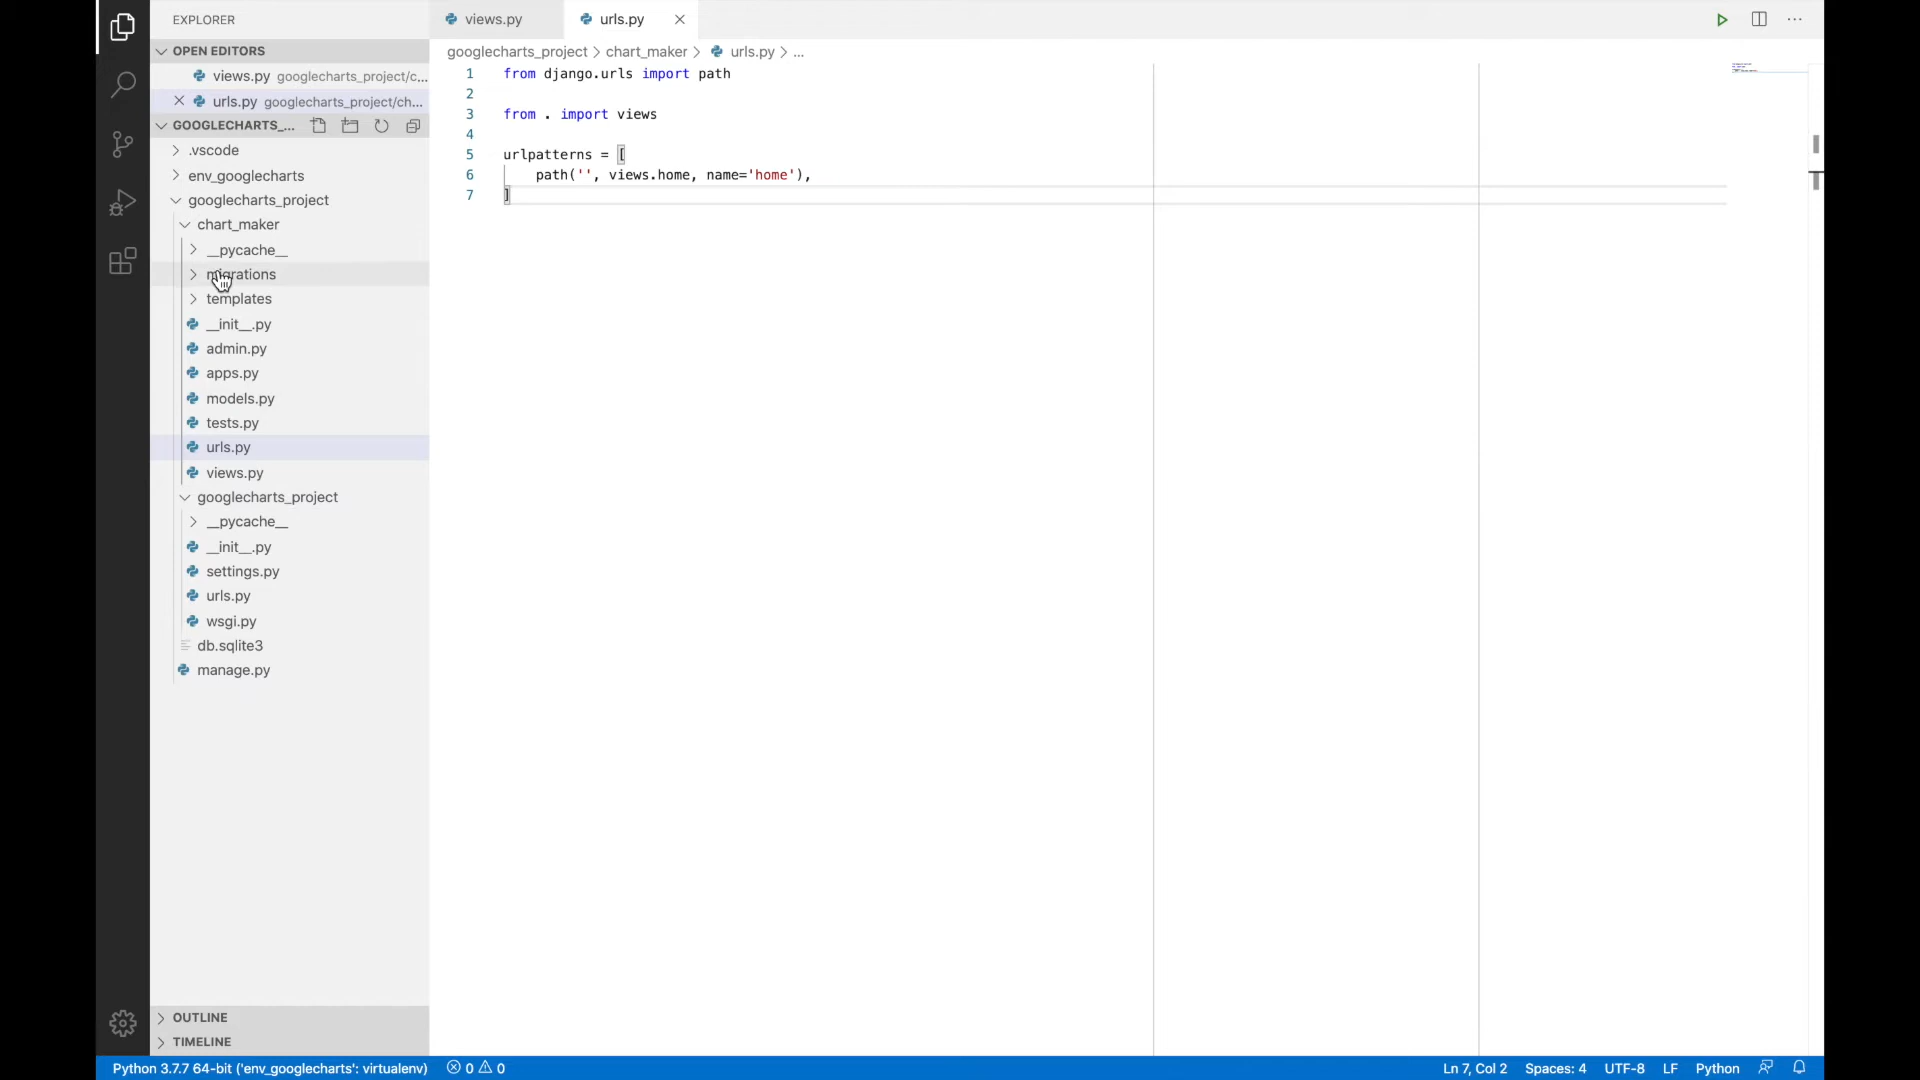 EXPLORER
OPEN EDITORS
views.py googlecharts_project/c...
urls.py googlecharts_project/ch...
GOOGLECHARTS_...
.vscode
env_googlecharts
googlecharts_project
chart_maker
__pycache__
migrations
templates
__init__.py
admin.py
apps.py
models.py
tests.py
urls.py
views.py
googlecharts_project
__pycache__
__init__.py
settings.py
urls.py
wsgi.py
db.sqlite3
manage.py
OUTLINE
TIMELINE
views.py urls.py
googlecharts_project > chart_maker > urls.py > ...
1 from django.urls import path
2
3 from . import views
4
5 urlpatterns = [
6 path('', views.home, name='home'),
7 ]
Python 3.7.7 64-bit ('env_googlecharts': virtualenv) 0 0 Ln 7, Col 2 Spaces: 4 UTF-8 LF Python